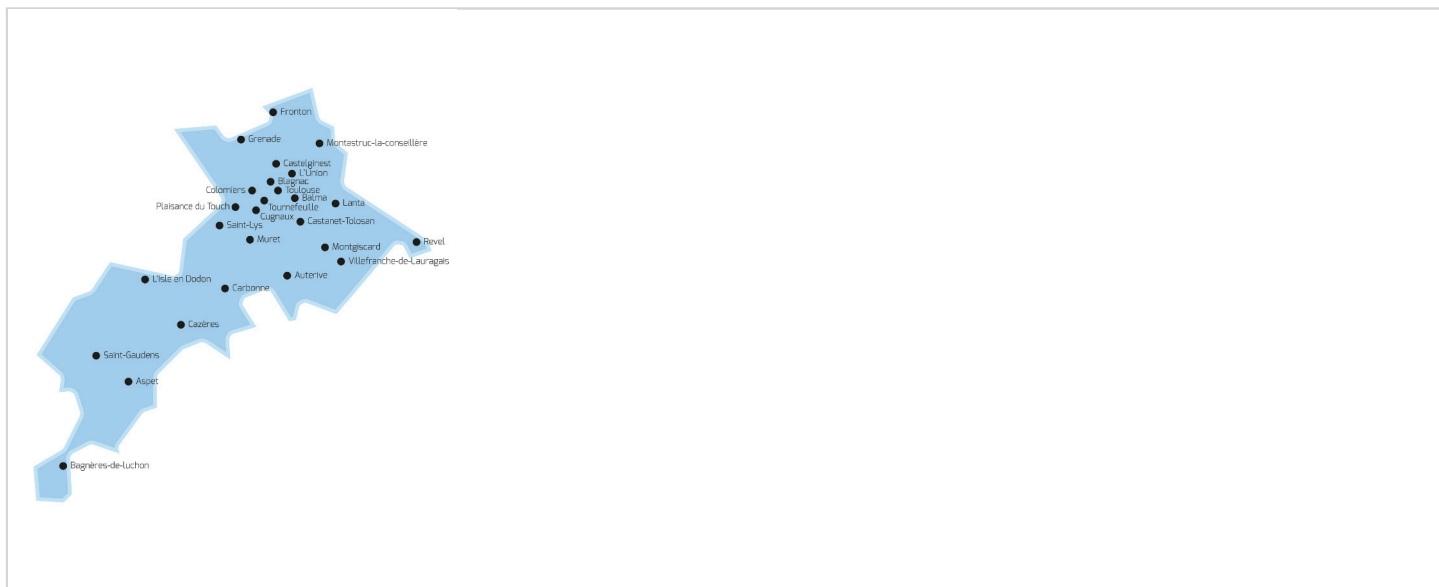 Fronton
Grenade
Montastruc-la-conseillère
Castelginest
L'Union
Blagnac
Colomiers
Toulouse
Balma
Tournefeuille
Lanta
Plaisance du Touch
Cugnaux
Castanet-Tolosan
Saint-Lys
Muret
Revel
Montgiscard
Villefranche-de-Lauragais
Auterive
L'Isle en Dodon
Carbonne
Cazères
Saint-Gaudens
Aspet
Bagnères-de-luchon